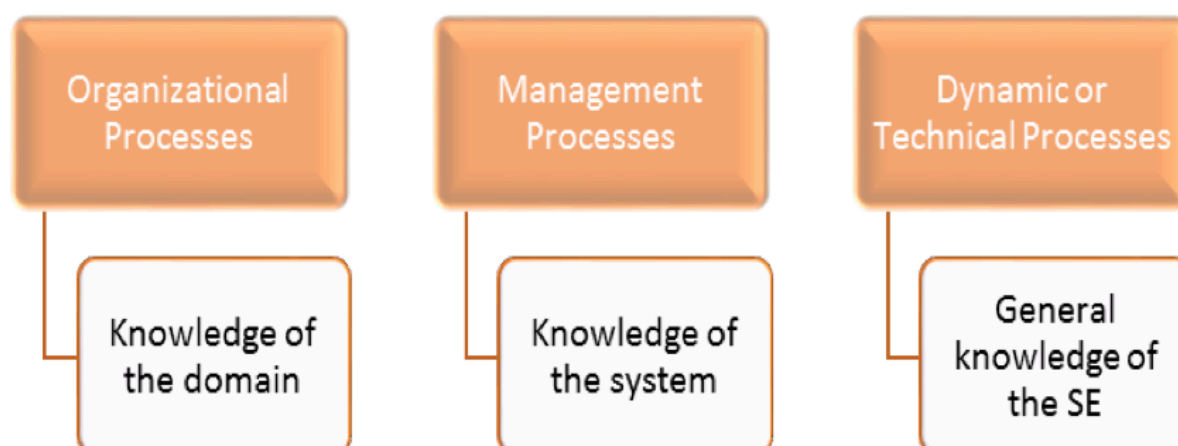 Organizational
Processes
Knowledge of
the domain
Management
Processes
Knowledge of
the system
Dynamic or
Technical Processes
General
knowledge of
the SE